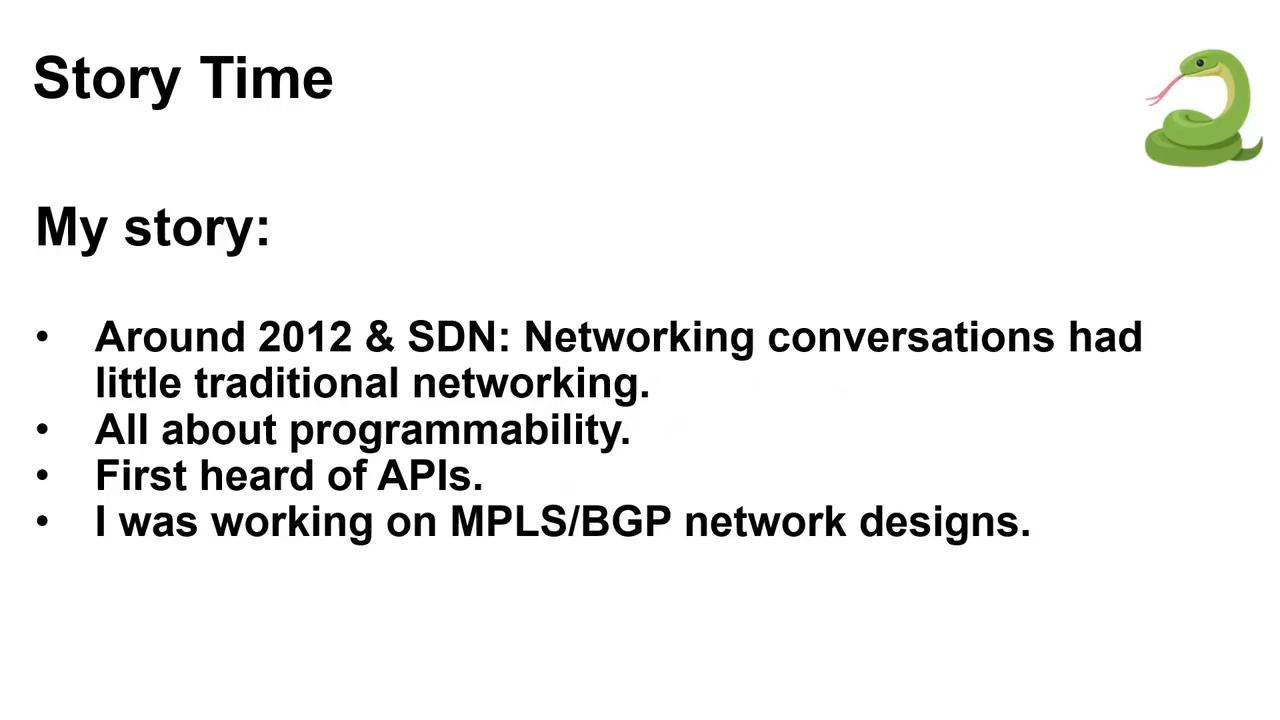 Story Time
My story:
• Around 2012 & SDN: Networking conversations had
little traditional networking.
• All about programmability.
• First heard of APIs.
• I was working on MPLS/BGP network designs.